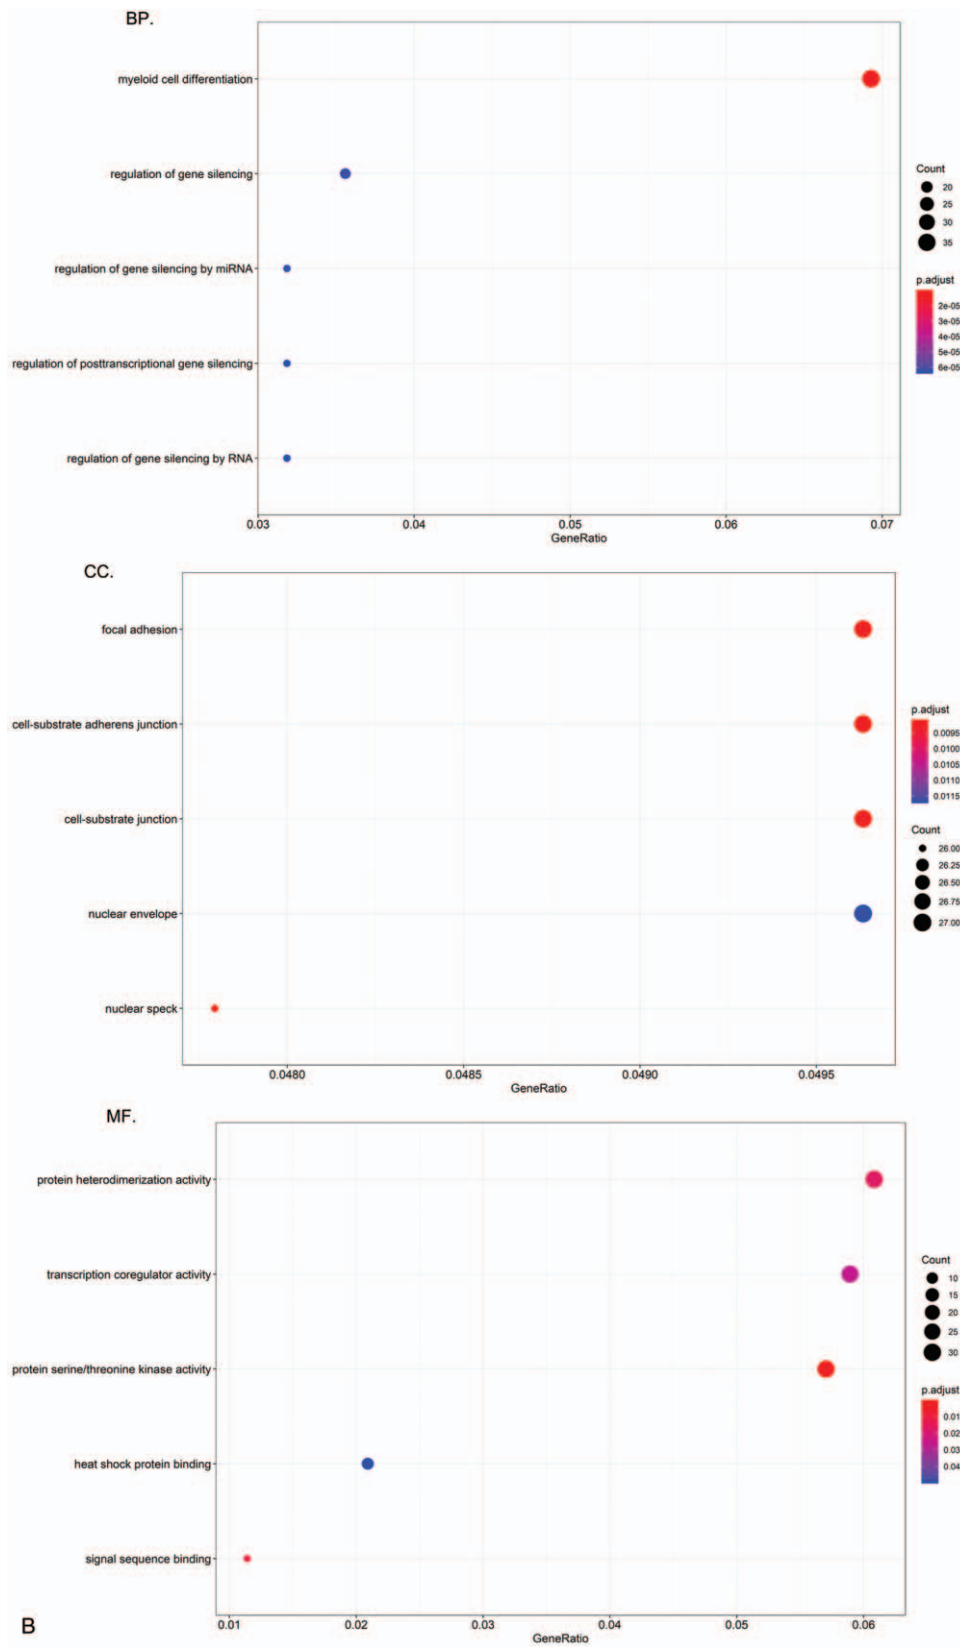 BP.
myeloid cell differentiation
regulation of gene silencing
regulation of gene silencing by miRNA
regulation of posttranscriptional gene silencing
regulation of gene silencing by RNA
0.03 0.04 0.05 0.06 0.07
GeneRatio
Count
20
25
30
35
p.adjust
2e-05
3e-05
4e-05
5e-05
6e-05
CC.
focal adhesion
cell-substrate adherens junction
cell-substrate junction
nuclear envelope
nuclear speck
0.0480 0.0485 0.0490 0.0495
GeneRatio
p.adjust
0.0095
0.0100
0.0105
0.0110
0.0115
Count
26.00
26.25
26.50
26.75
27.00
MF.
protein heterodimerization activity
transcription coregulator activity
protein serine/threonine kinase activity
heat shock protein binding
signal sequence binding
0.01 0.02 0.03 0.04 0.05 0.06
GeneRatio
Count
10
15
20
25
30
p.adjust
0.01
0.02
0.03
0.04
B